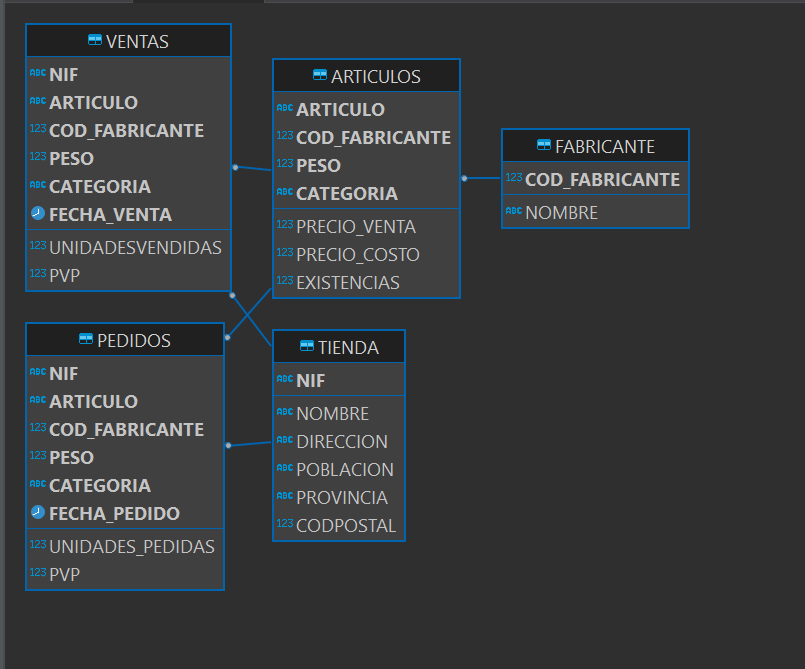 VENTAS
ABC NIF
ABC ARTICULO
123 COD_FABRICANTE
123 PESO
ABC CATEGORIA
FECHA_VENTA
123 UNIDADESVENDIDAS
123 PVP
ARTICULOS
ABC ARTICULO
123 COD_FABRICANTE
123 PESO
ABC CATEGORIA
123 PRECIO_VENTA
123 PRECIO_COSTO
123 EXISTENCIAS
FABRICANTE
123 COD_FABRICANTE
ABC NOMBRE
PEDIDOS
ABC NIF
ABC ARTICULO
123 COD_FABRICANTE
123 PESO
ABC CATEGORIA
FECHA_PEDIDO
123 UNIDADES_PEDIDAS
123 PVP
TIENDA
ABC NIF
ABC NOMBRE
ABC DIRECCION
ABC POBLACION
ABC PROVINCIA
123 CODPOSTAL